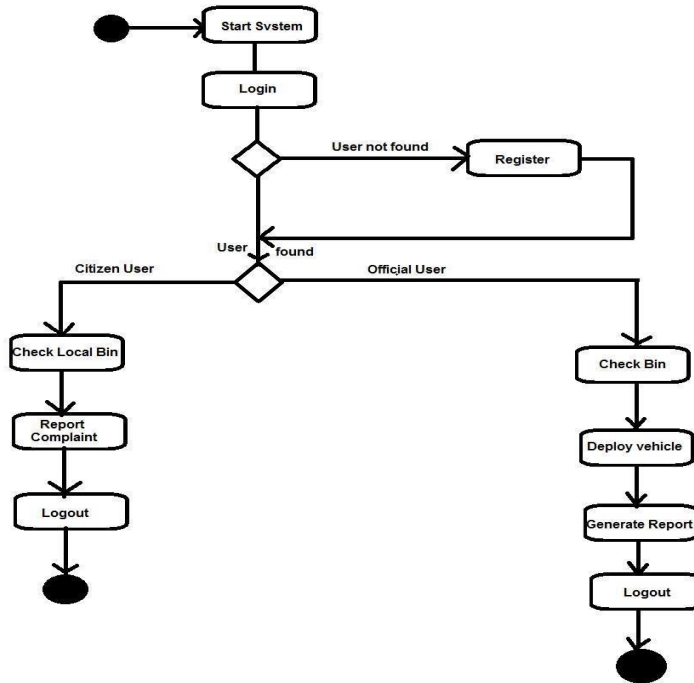 Start Svstem
Login
User not found
Register
User found
Citizen User
Official User
Check Local Bin
Check Bin
Report
Complaint
Deploy vehicle
Logout
Generate Report
Logout